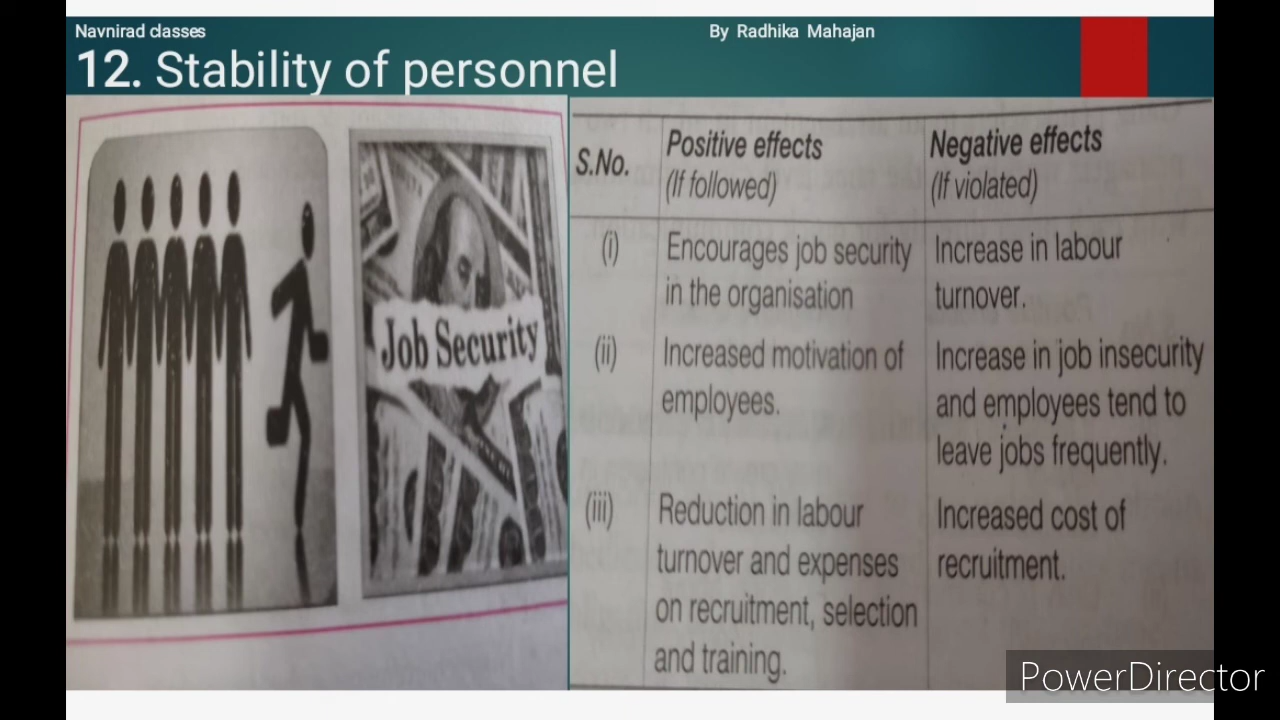 Navnirad classes
By Radhika Mahajan
12. Stability of personnel
Job Security
S.No.
Positive effects
(If followed)
Negative effects
(If violated)
(i)
Encourages job security
in the organisation
Increase in labour
turnover.
(ii)
Increased motivation of
employees.
Increase in job insecurity
and employees tend to
leave jobs frequently.
(iii)
Reduction in labour
turnover and expenses
on recruitment, selection
and training.
Increased cost of
recruitment.
PowerDirector